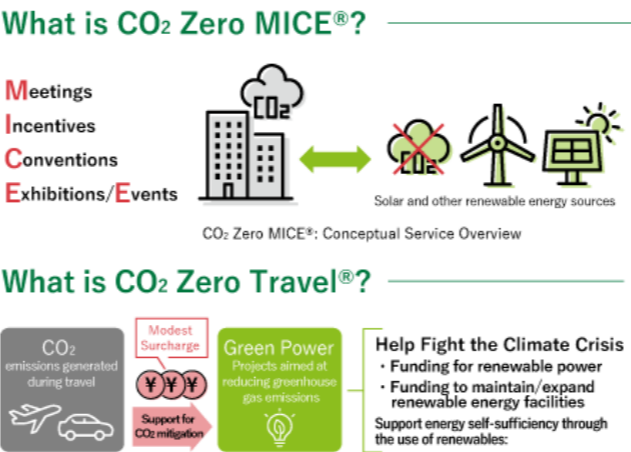 What is CO₂ Zero MICE®?
Meetings
Incentives
Conventions
Exhibitions/Events
CO₂
CO₂
Solar and other renewable energy sources
CO₂ Zero MICE®: Conceptual Service Overview
What is CO₂ Zero Travel®?
CO₂
emissions generated
during travel
Modest
Surcharge
¥ ¥ ¥
Support for
CO₂ mitigation
Green Power
Projects aimed at
reducing greenhouse
gas emissions
Help Fight the Climate Crisis
・Funding for renewable power
・Funding to maintain/expand
renewable energy facilities
Support energy self-sufficiency through
the use of renewables: